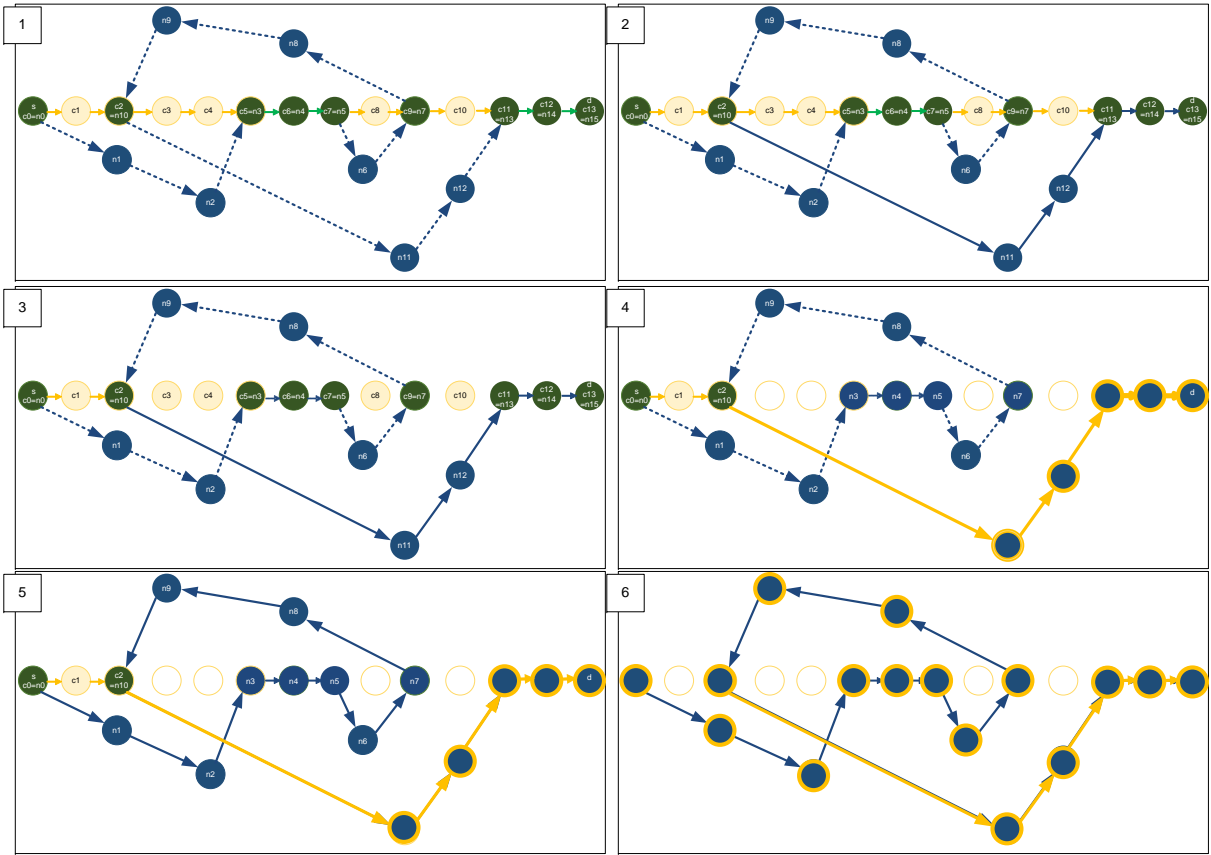 1
n9
n8
s
c0=n0
c1
c2
=n10
c3
c4
c5=n3
c6=n4
c7=n5
c8
c9=n7
c10
c11
=n13
c12
=n14
d
c13
=n15
n1
n6
n2
n12
n11
2
n9
n8
s
c0=n0
c1
c2
=n10
c3
c4
c5=n3
c6=n4
c7=n5
c8
c9=n7
c10
c11
=n13
c12
=n14
d
c13
=n15
n1
n6
n2
n12
n11
3
n9
n8
s
c0=n0
c1
c2
=n10
c3
c4
c5=n3
c6=n4
c7=n5
c8
c9=n7
c10
c11
=n13
c12
=n14
d
c13
=n15
n1
n6
n2
n12
n11
4
n9
n8
s
c0=n0
c1
c2
=n10
n3
n4
n5
n7
d
n1
n6
n2
5
n9
n8
s
c0=n0
c1
c2
=n10
n3
n4
n5
n7
d
n1
n6
n2
6